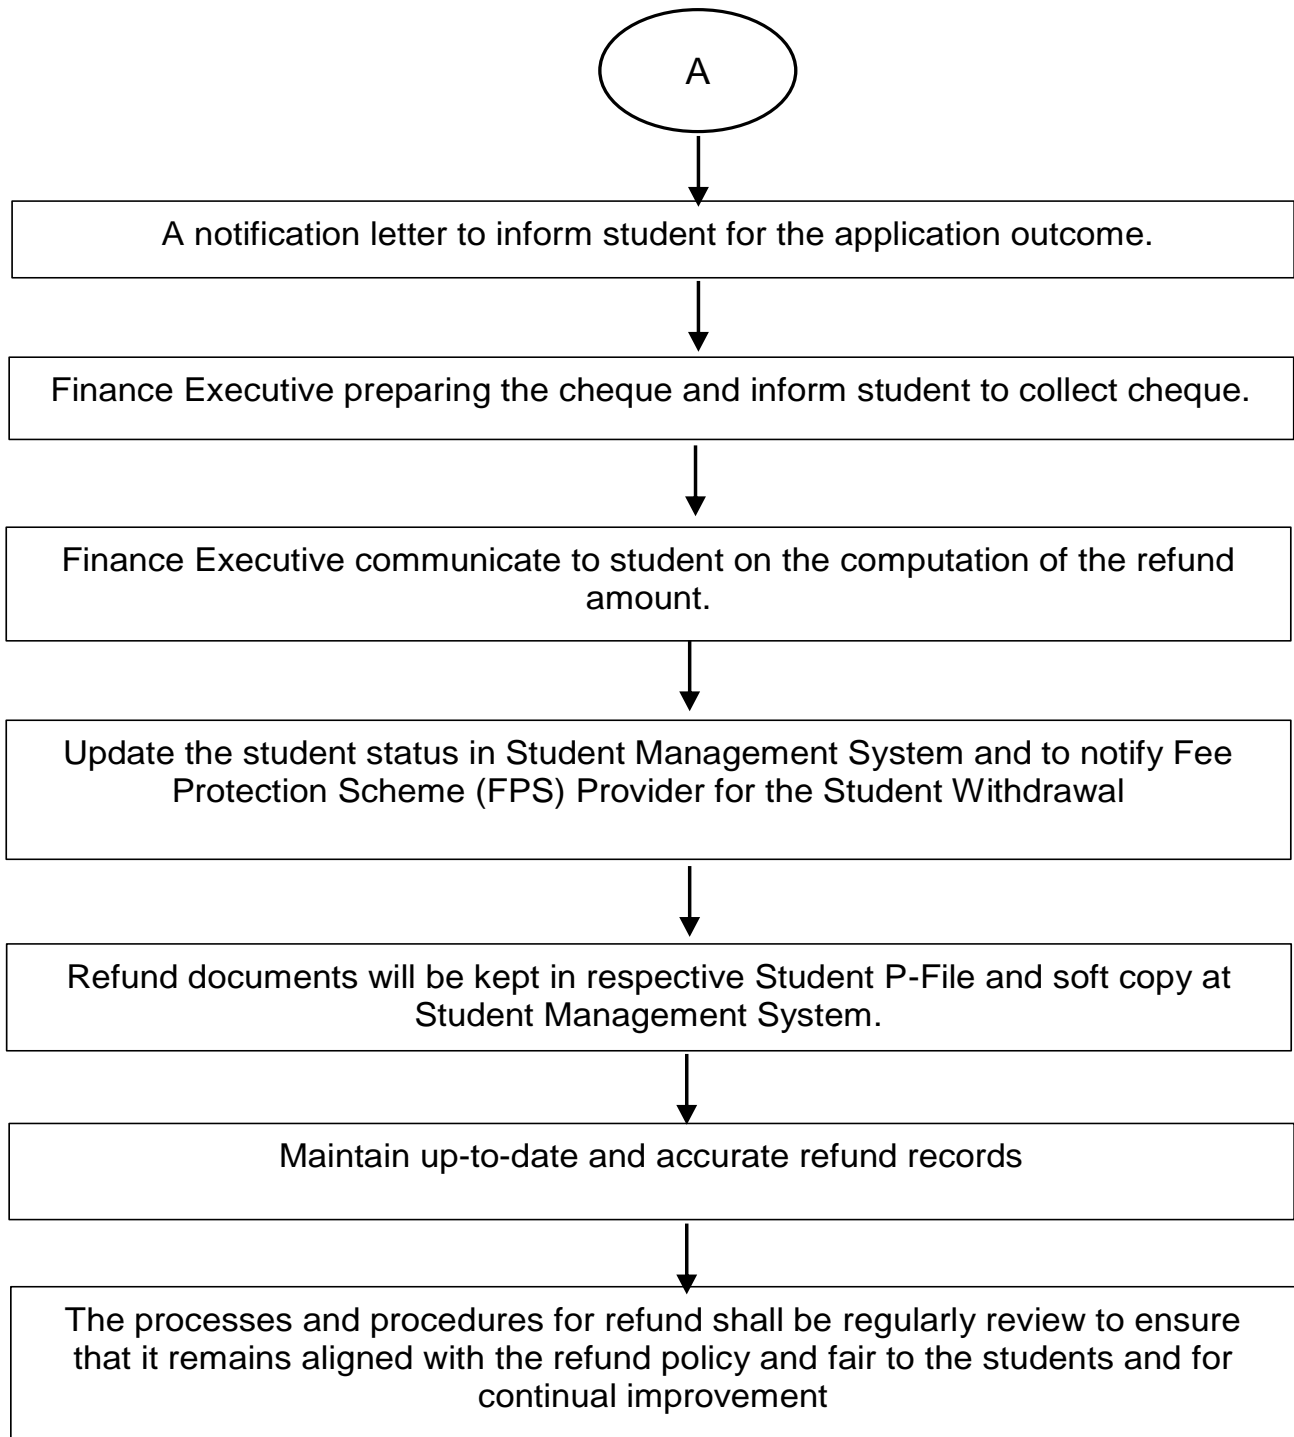 A
A notification letter to inform student for the application outcome.
Finance Executive preparing the cheque and inform student to collect cheque.
Finance Executive communicate to student on the computation of the refund
amount.
Update the student status in Student Management System and to notify Fee
Protection Scheme (FPS) Provider for the Student Withdrawal
Refund documents will be kept in respective Student P-File and soft copy at
Student Management System.
Maintain up-to-date and accurate refund records
The processes and procedures for refund shall be regularly review to ensure
that it remains aligned with the refund policy and fair to the students and for
continual improvement